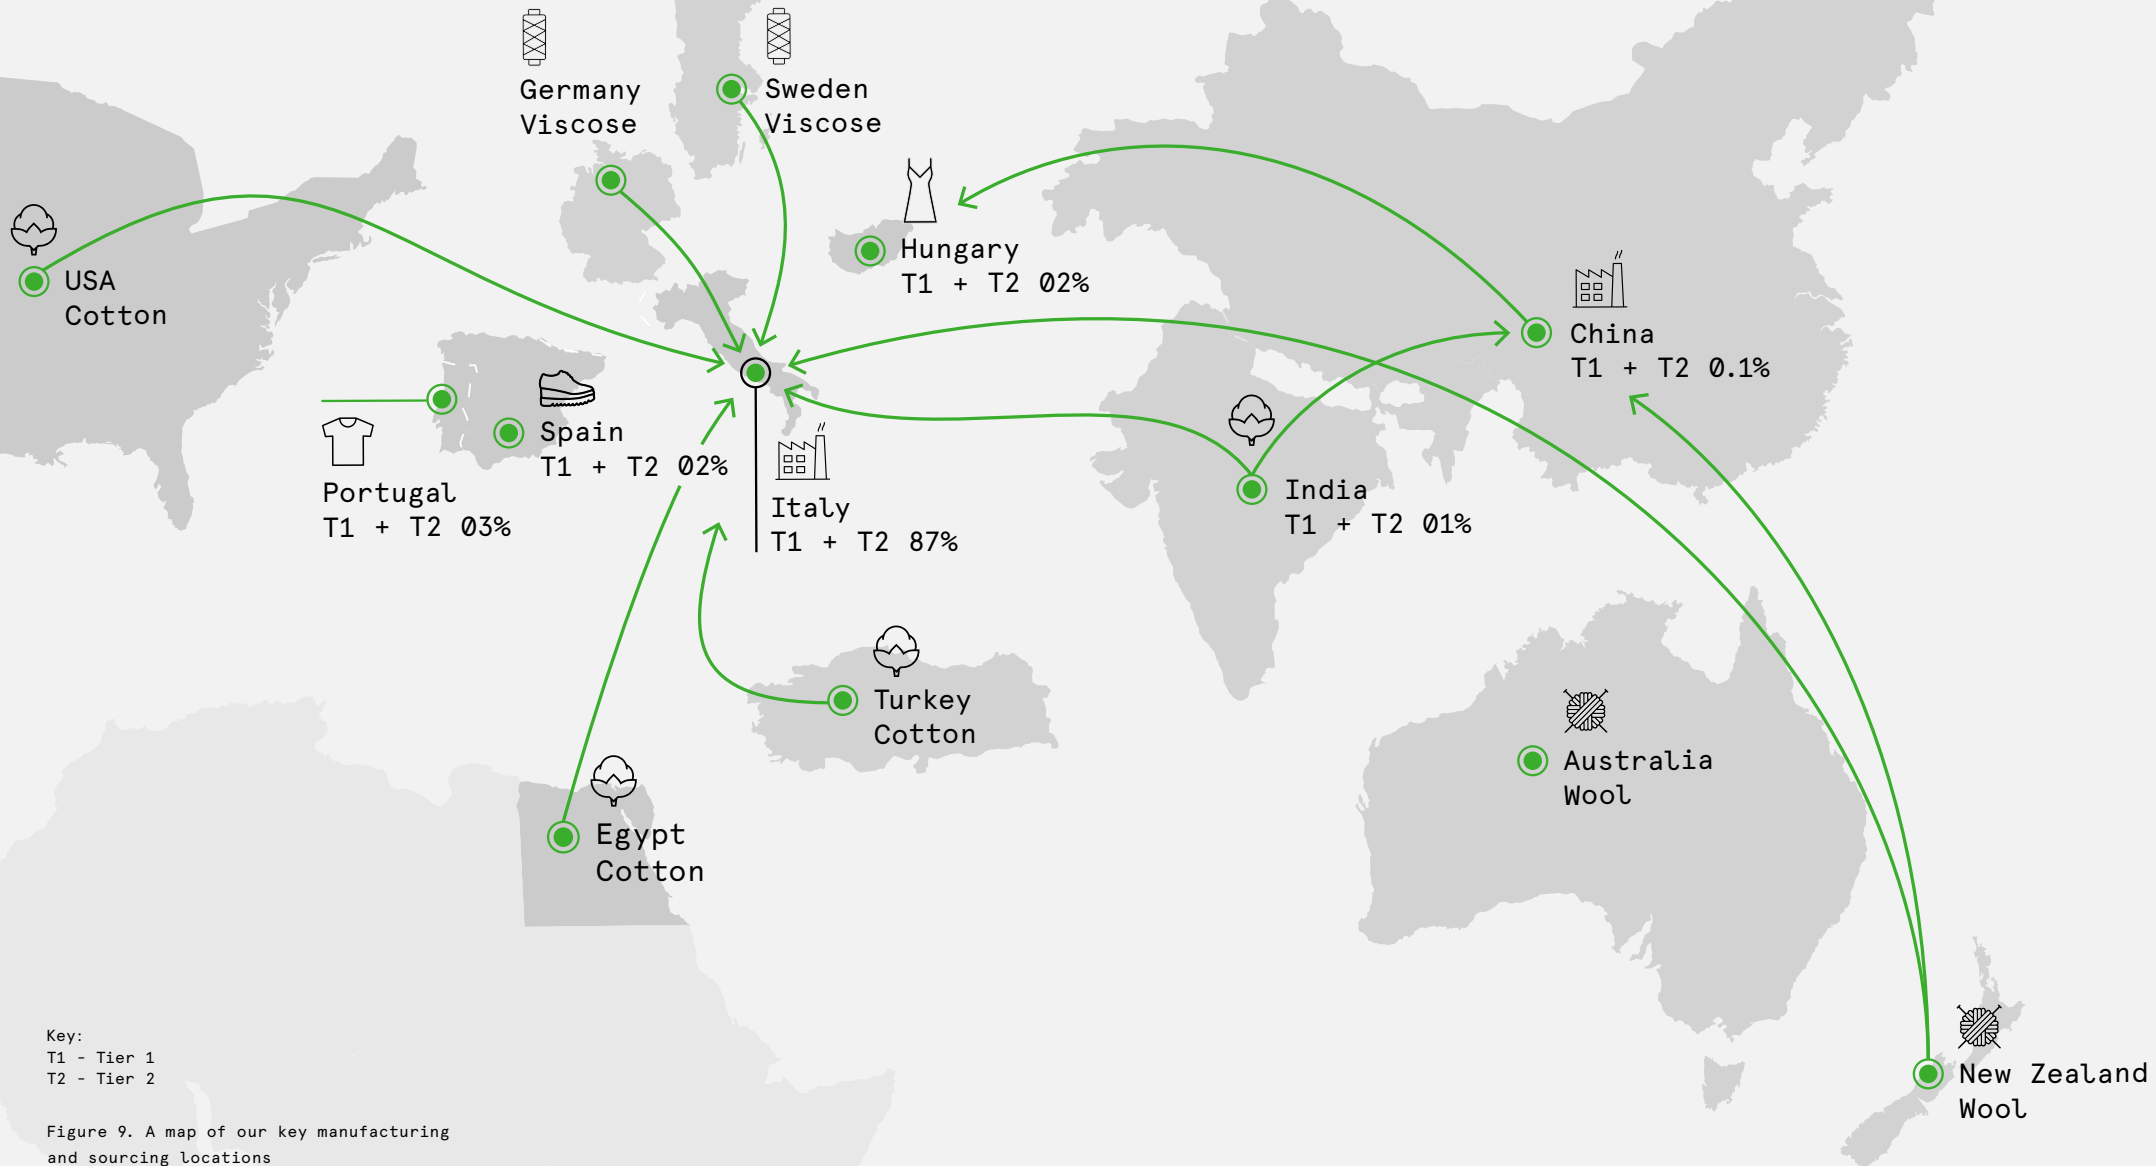 Germany
Viscose
Sweden
Viscose
USA
Cotton
Hungary
T1 + T2 02%
China
T1 + T2 0.1%
Spain
T1 + T2 02%
Portugal
T1 + T2 03%
Italy
T1 + T2 87%
India
T1 + T2 01%
Turkey
Cotton
Australia
Wool
Egypt
Cotton
New Zealand
Wool
Key:
T1 - Tier 1
T2 - Tier 2
Figure 9. A map of our key manufacturing
and sourcing locations